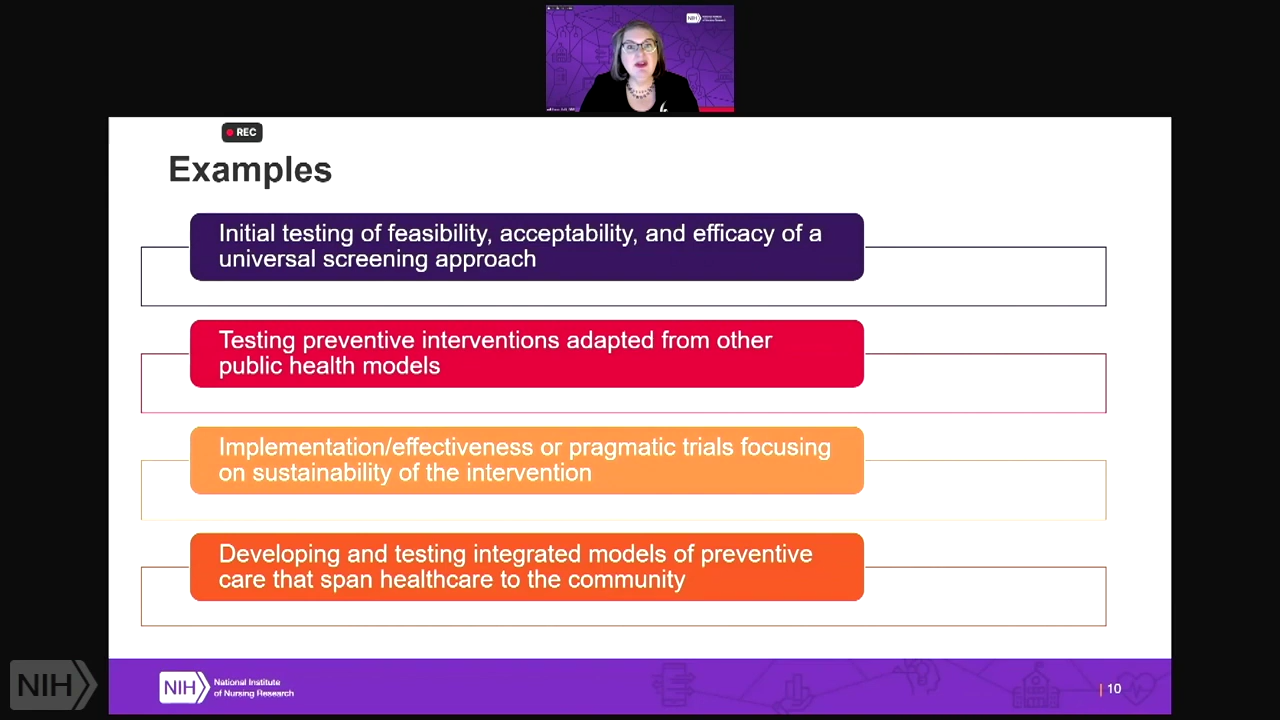 NIH
REC
Examples
Initial testing of feasibility, acceptability, and efficacy of a
universal screening approach
Testing preventive interventions adapted from other
public health models
Implementation/effectiveness or pragmatic trials focusing
on sustainability of the intervention
Developing and testing integrated models of preventive
care that span healthcare to the community
NIH
NIH
National Institute
of Nursing Research
10